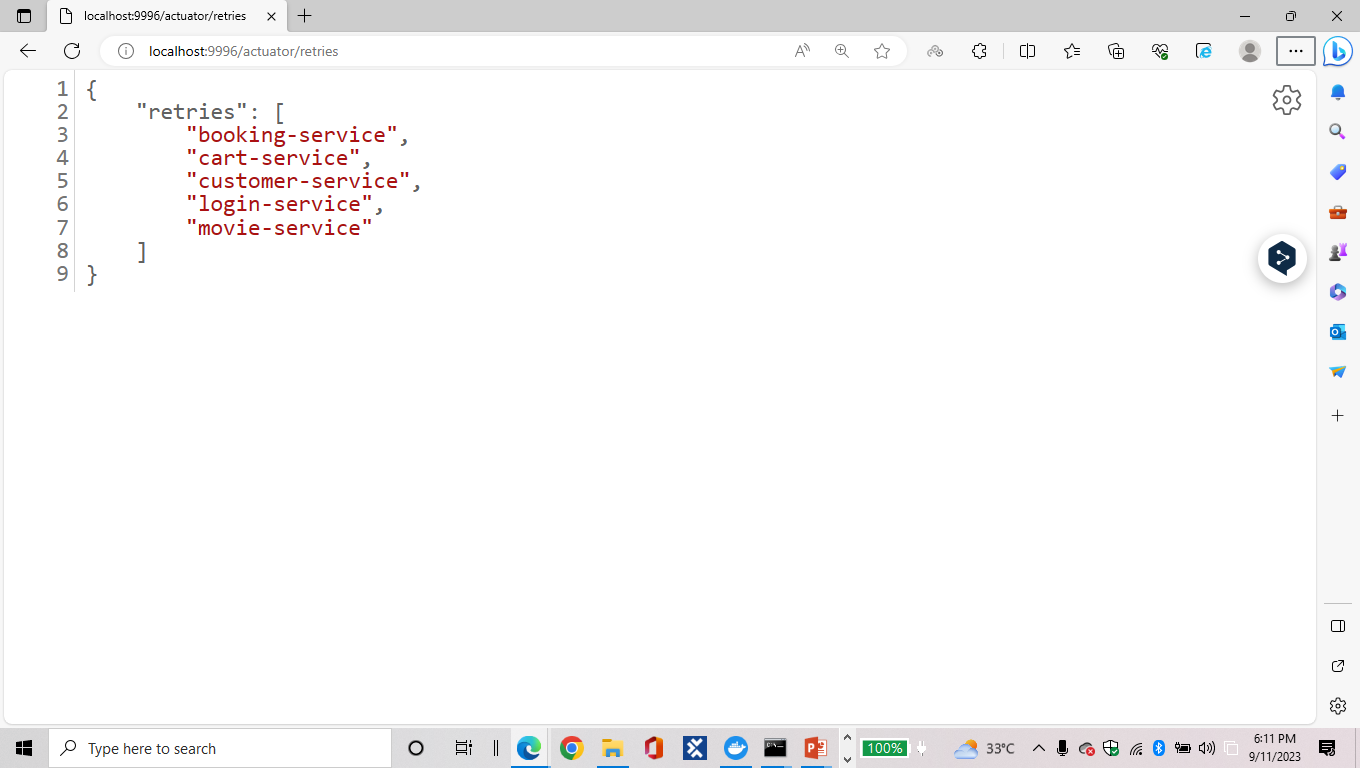 localhost:9996/actuator/retries
localhost:9996/actuator/retries
1 {
2     "retries": [
3         "booking-service",
4         "cart-service",
5         "customer-service",
6         "login-service",
7         "movie-service"
8     ]
9 }
Type here to search
100%
33°C
6:11 PM
9/11/2023